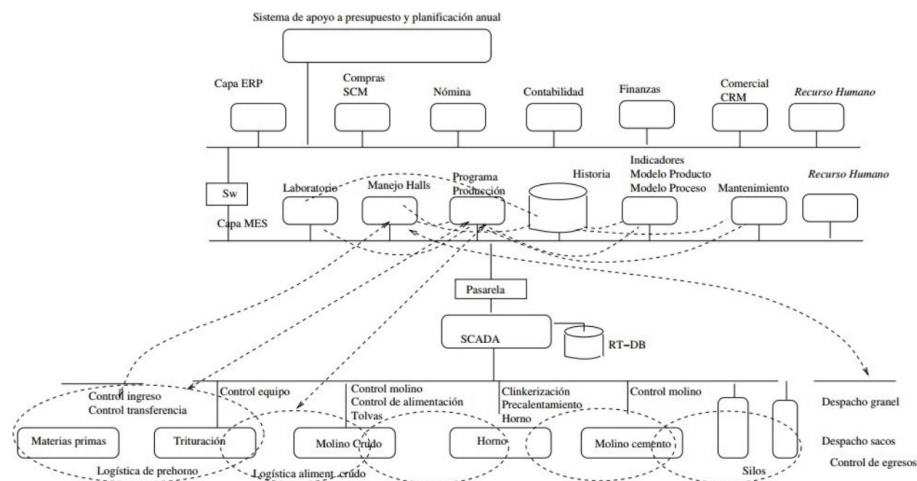 Sistema de apoyo a presupuesto y planificación anual
Capa ERP
Compras
SCM
Nómina
Contabilidad
Finanzas
Comercial
CRM
Recurso Humano
Sw
Capa MES
Laboratorio
Manejo Halls
Programa
Producción
Historia
Indicadores
Modelo Producto
Modelo Proceso
Mantenimiento
Recurso Humano
Pasarela
SCADA
RT-DB
Control ingreso
Control transferencia
Control equipo
Control molino
Control de alimentación
Tolvas
Clinkerización
Precalentamiento
Horno
Control molino
Despacho granel
Materias primas
Trituración
Molino Crudo
Horno
Molino cemento
Despacho sacos
Logística de prehorno
Logística aliment. crudo
Silos
Control de egresos